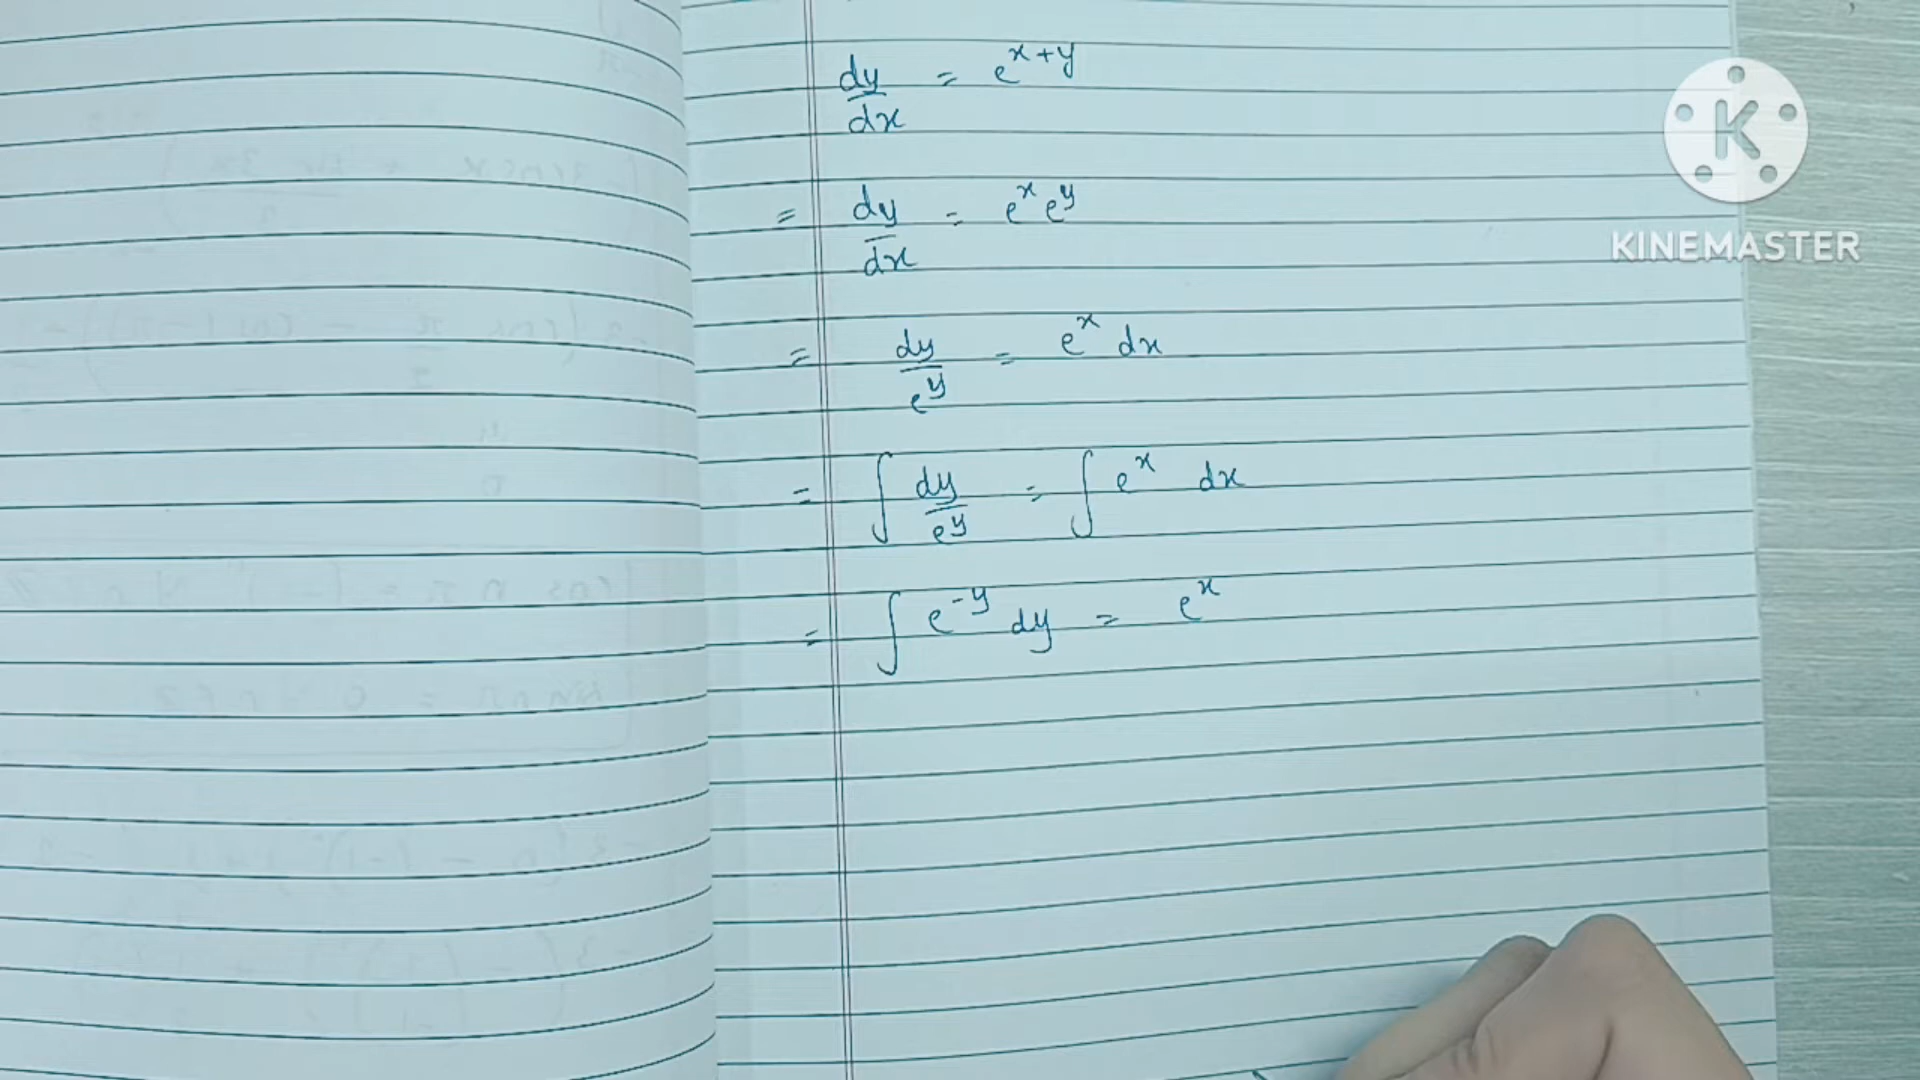 dy/dx = e^{x+y}
= dy/dx = e^x e^y
= dy/e^y = e^x dx
= ∫ dy/e^y = ∫ e^x dx
= ∫ e^{-y} dy = e^x
K
KINEMASTER